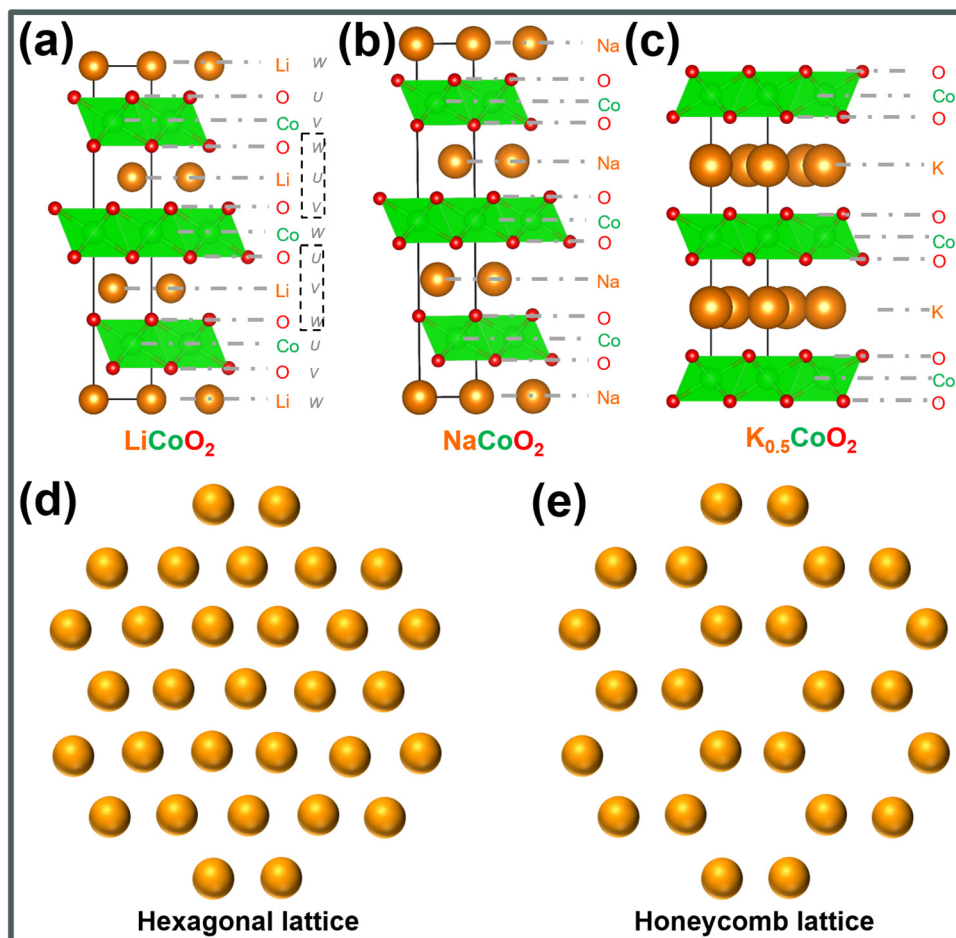 (a)
Li W
O U
Co V
O W
Li U
O V
Co W
O U
Li V
O W
Co U
O V
Li W
LiCoO₂
(b)
Na
O
Co
O
Na
O
Co
O
Na
O
Co
O
Na
NaCoO₂
(c)
O
Co
O
K
O
Co
O
K
O
Co
O
K₀.₅CoO₂
(d)
Hexagonal lattice
(e)
Honeycomb lattice